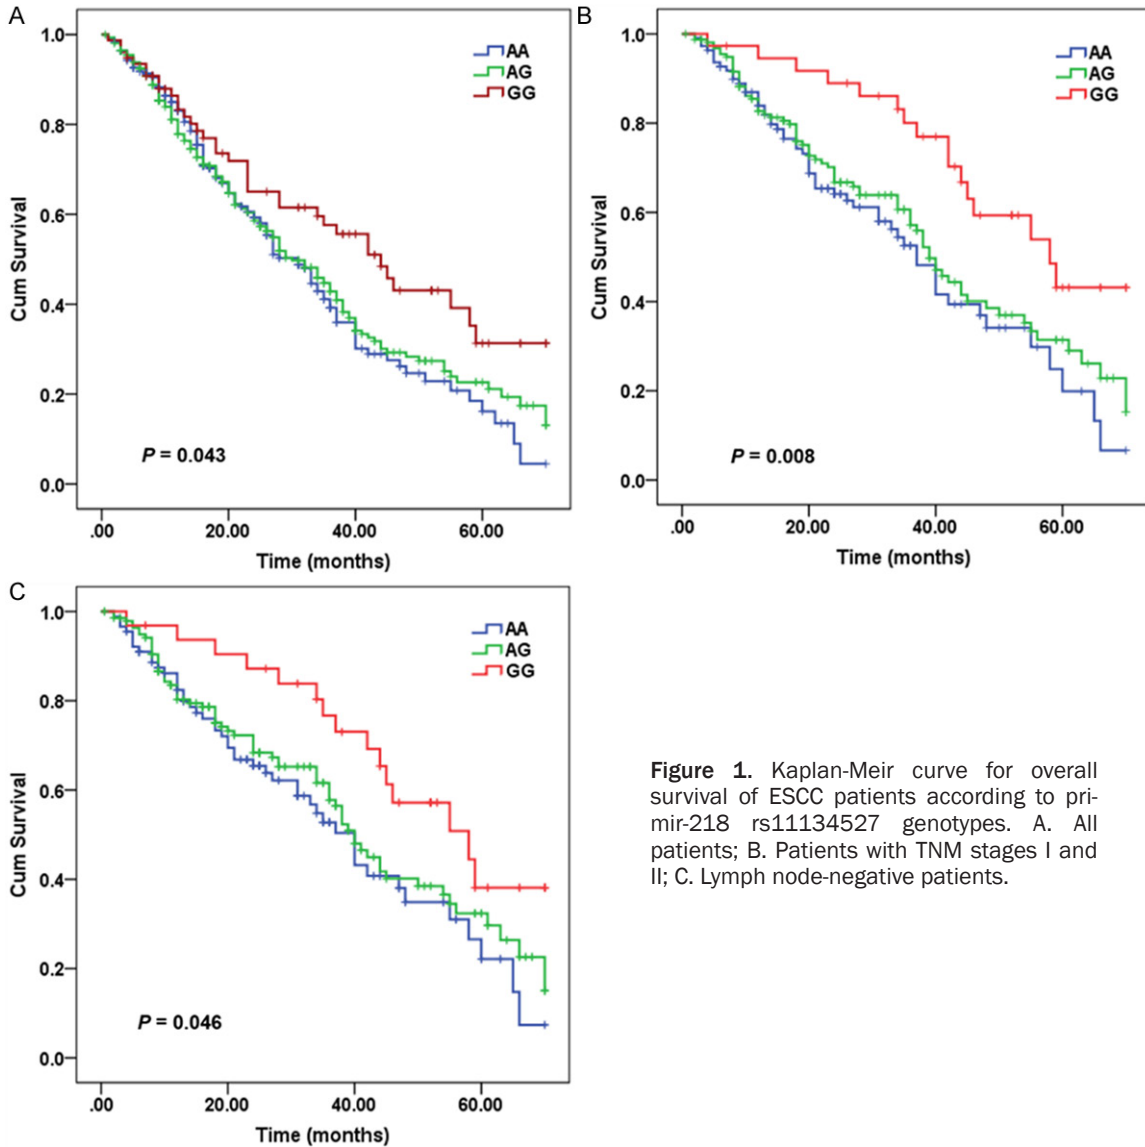 A
1.0
0.8
0.6
0.4
0.2
0.0
Cum Survival
AA
AG
GG
P = 0.043
.00 20.00 40.00 60.00
Time (months)
B
1.0
0.8
0.6
0.4
0.2
0.0
Cum Survival
AA
AG
GG
P = 0.008
.00 20.00 40.00 60.00
Time (months)
C
1.0
0.8
0.6
0.4
0.2
0.0
Cum Survival
AA
AG
GG
P = 0.046
.00 20.00 40.00 60.00
Time (months)
Figure 1. Kaplan-Meir curve for overall
survival of ESCC patients according to pri-
mir-218 rs11134527 genotypes. A. All
patients; B. Patients with TNM stages I and
II; C. Lymph node-negative patients.